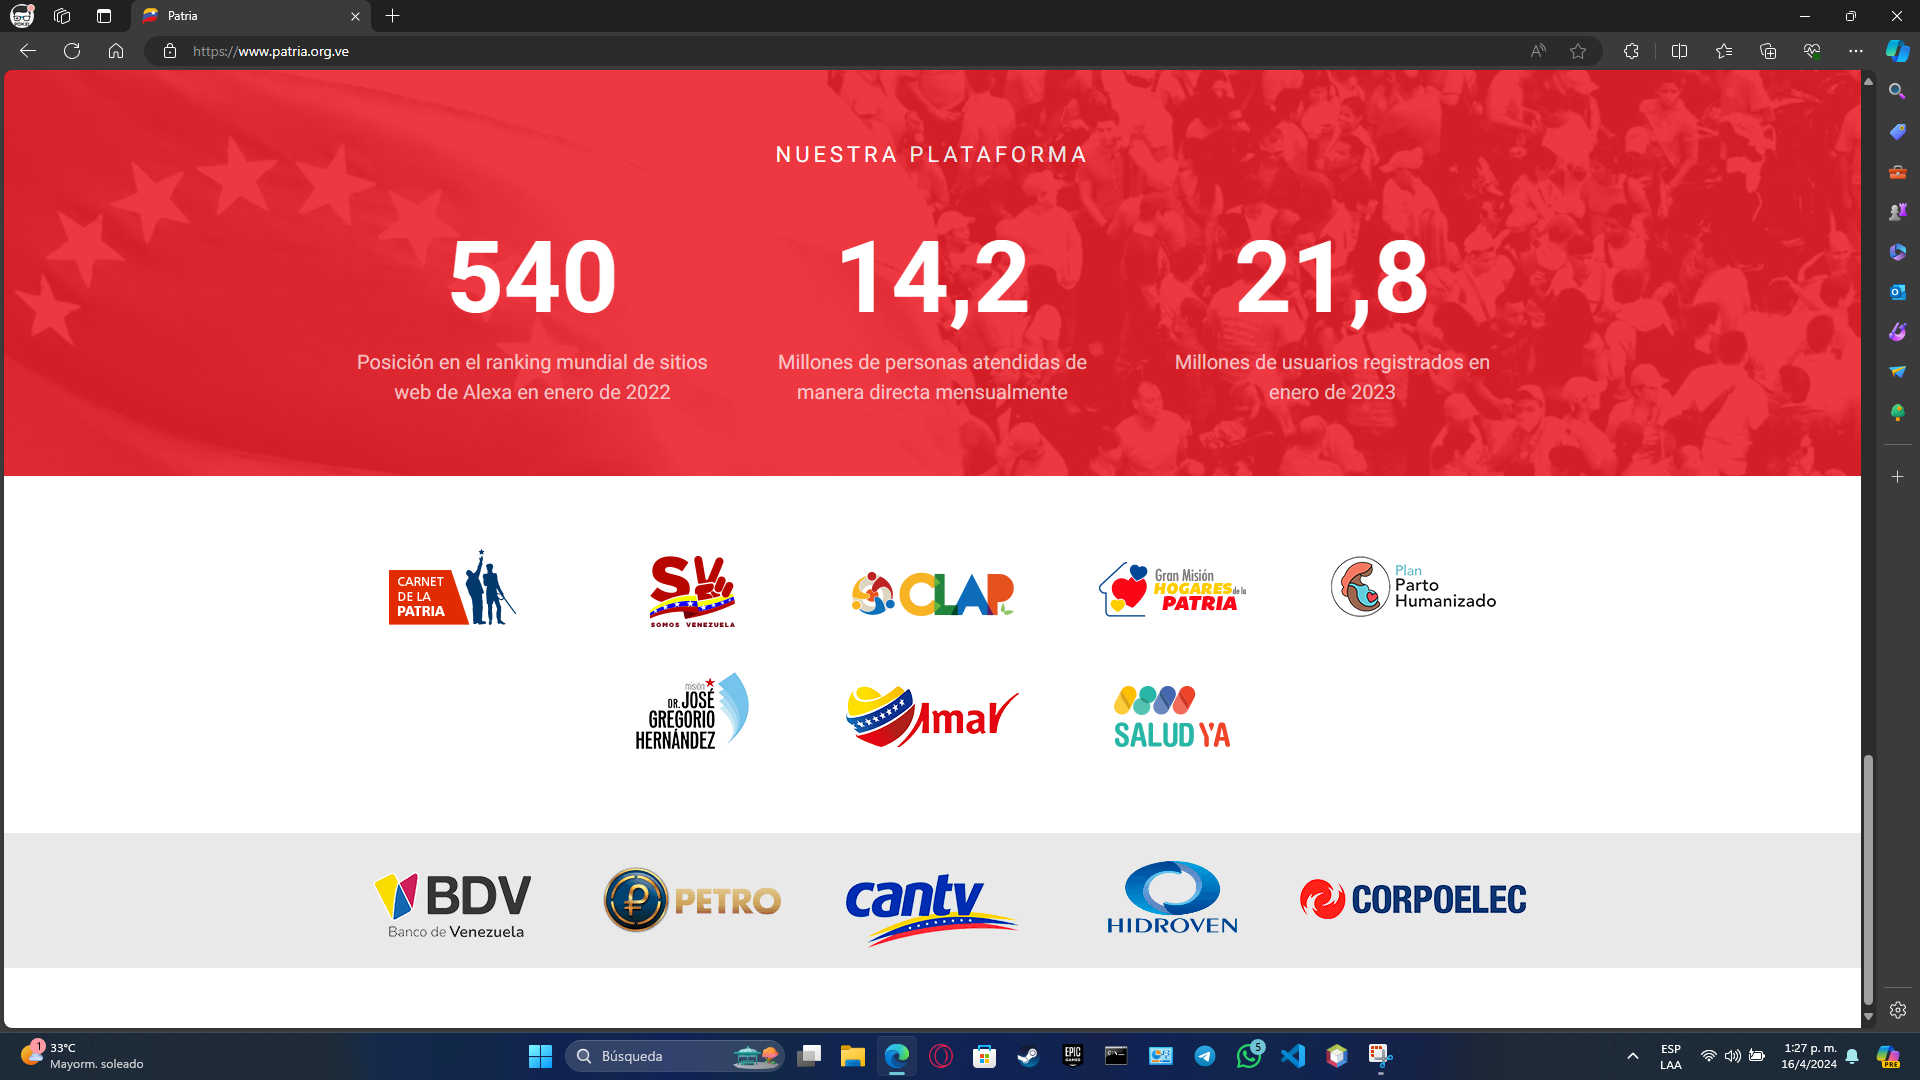 Patria
https://www.patria.org.ve
NUESTRA PLATAFORMA
540
Posición en el ranking mundial de sitios
web de Alexa en enero de 2022
14,2
Millones de personas atendidas de
manera directa mensualmente
21,8
Millones de usuarios registrados en
enero de 2023
CARNET
DE LA
PATRIA
SV
SOMOS VENEZUELA
CLAP
Gran Misión
HOGARES de la
PATRIA
Plan
Parto
Humanizado
misión
DR. JOSÉ
GREGORIO
HERNÁNDEZ
Amar
SALUD YA
BDV
Banco de Venezuela
PETRO
cantv
HIDROVEN
CORPOELEC
1
33°C
Mayorm. soleado
Búsqueda
EPIC
GAMES
5
ESP
LAA
1:27 p. m.
16/4/2024
PRE